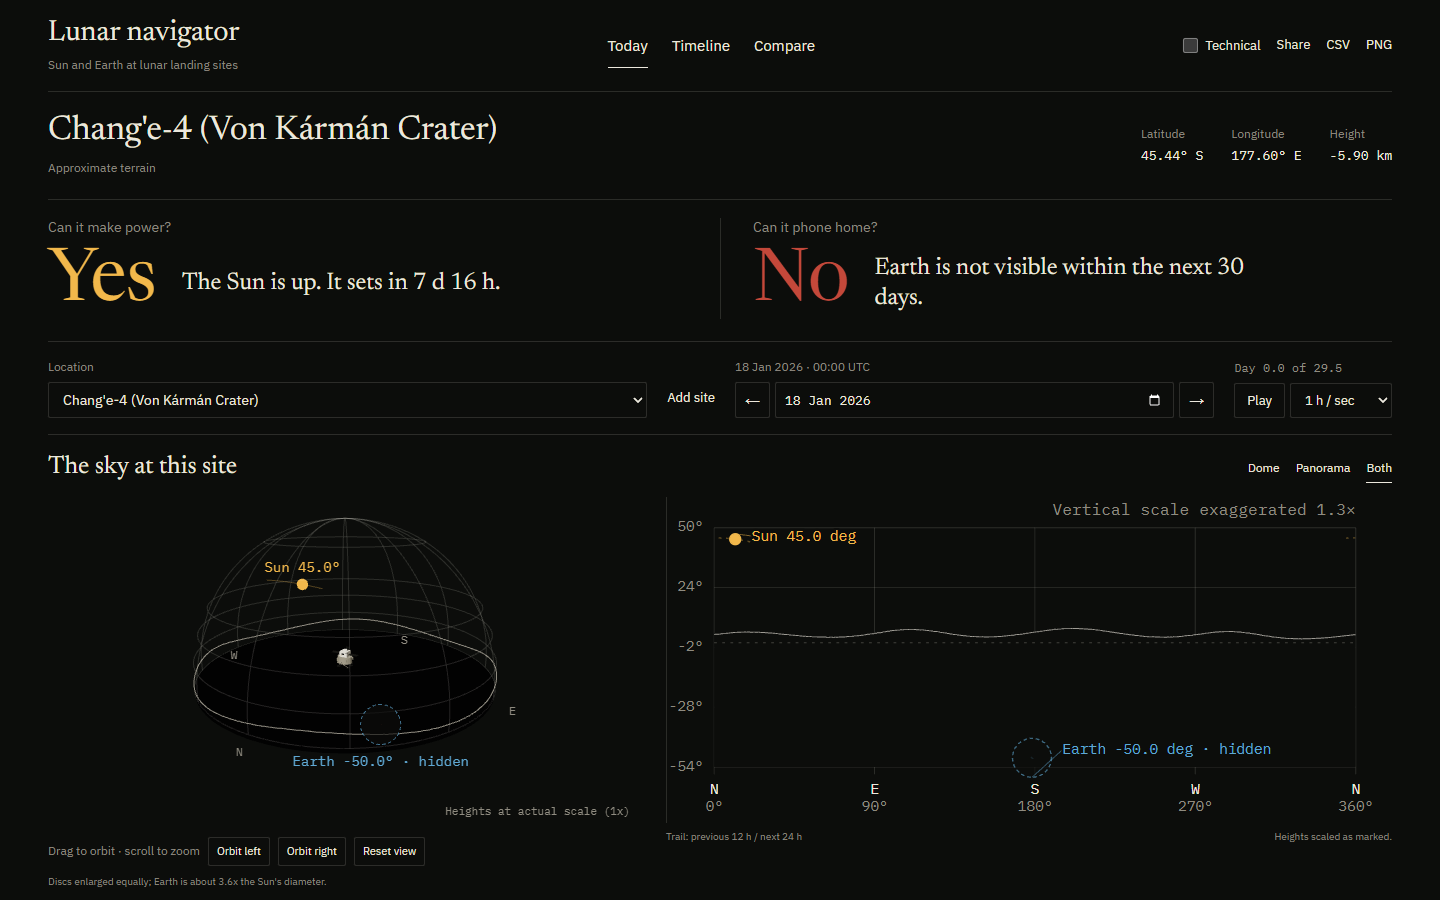 Lunar navigator
Sun and Earth at lunar landing sites
Today Timeline Compare
Technical Share CSV PNG
Chang'e-4 (Von Kármán Crater)
Approximate terrain
Latitude Longitude Height
45.44° S 177.60° E -5.90 km
Can it make power?
Yes The Sun is up. It sets in 7 d 16 h.
Can it phone home?
No Earth is not visible within the next 30
days.
Location
Chang'e-4 (Von Kármán Crater)
Add site
18 Jan 2026 · 00:00 UTC
← 18 Jan 2026 →
Day 0.0 of 29.5
Play 1 h / sec
The sky at this site
Dome Panorama Both
Sun 45.0°
S
W
E
N
Earth -50.0° · hidden
Heights at actual scale (1x)
Vertical scale exaggerated 1.3×
50°
Sun 45.0 deg
24°
-2°
-28°
Earth -50.0 deg · hidden
-54°
N E S W N
0° 90° 180° 270° 360°
Trail: previous 12 h / next 24 h
Heights scaled as marked.
Drag to orbit · scroll to zoom Orbit left Orbit right Reset view
Discs enlarged equally; Earth is about 3.6x the Sun's diameter.